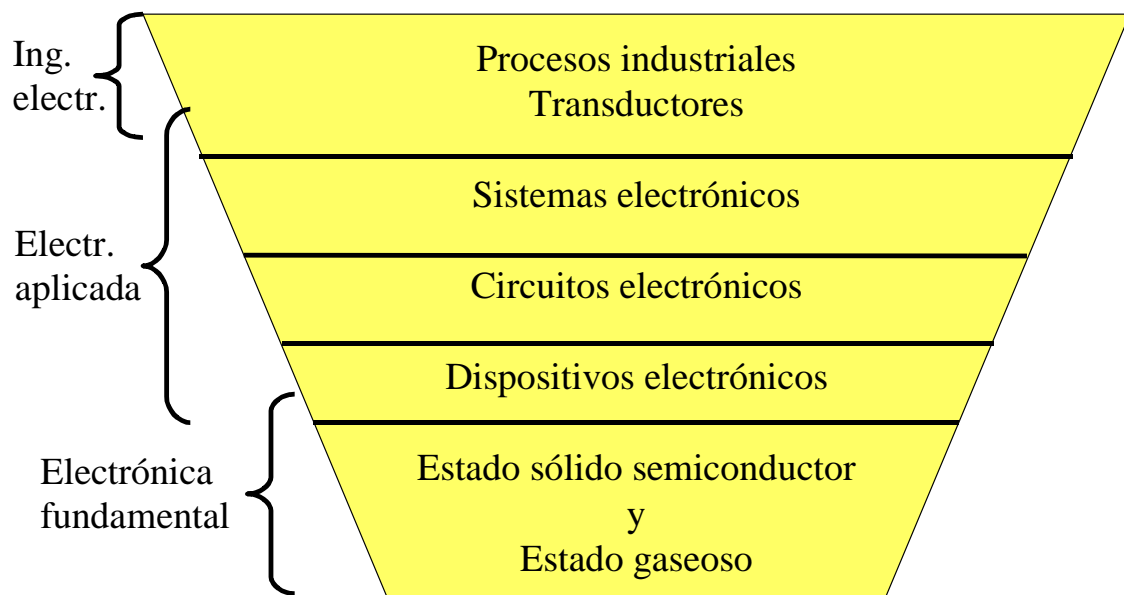 Ing.
electr.
Procesos industriales
Transductores
Sistemas electrónicos
Electr.
aplicada
Circuitos electrónicos
Dispositivos electrónicos
Electrónica
fundamental
Estado sólido semiconductor
y
Estado gaseoso